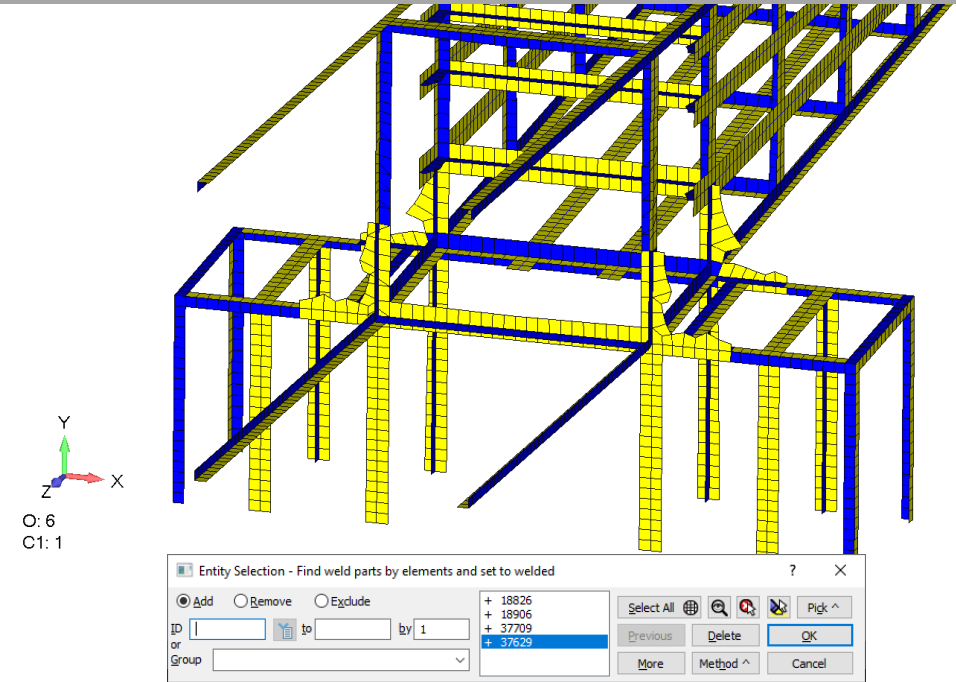 Y
X
Z
O: 6
C1: 1
Entity Selection - Find weld parts by elements and set to welded ?
Add Remove Exclude
ID to by 1
or
Group
+ 18826
+ 18906
+ 37709
+ 37629
Select All Pick ^
Previous Delete OK
More Method ^ Cancel